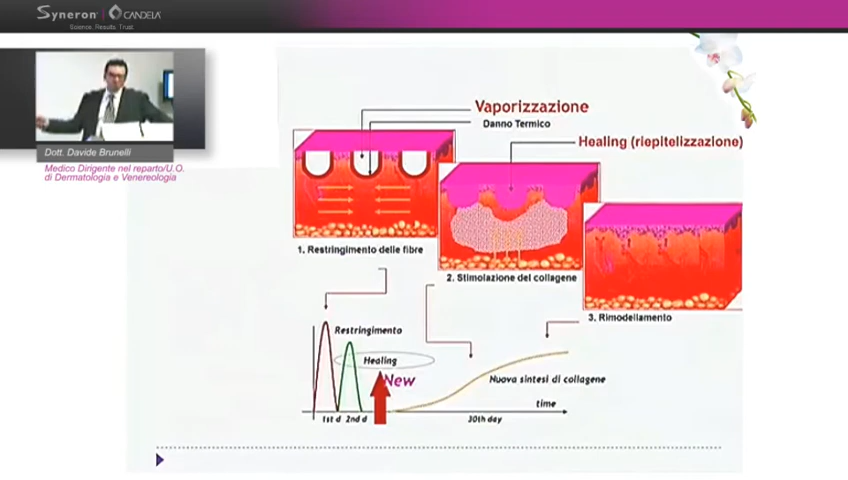 Syneron
CANDELA
Science. Results. Trust.
Dott. Davide Brunelli
Medico Dirigente nel reparto/U.O.
di Dermatologia e Venereologia
Vaporizzazione
Danno Termico
Healing (riepitelizzazione)
1. Restringimento delle fibre
2. Stimolazione del collagene
3. Rimodellamento
Restringimento
Healing
New
Nuova sintesi di collagene
time
1st d 2nd d
30th day